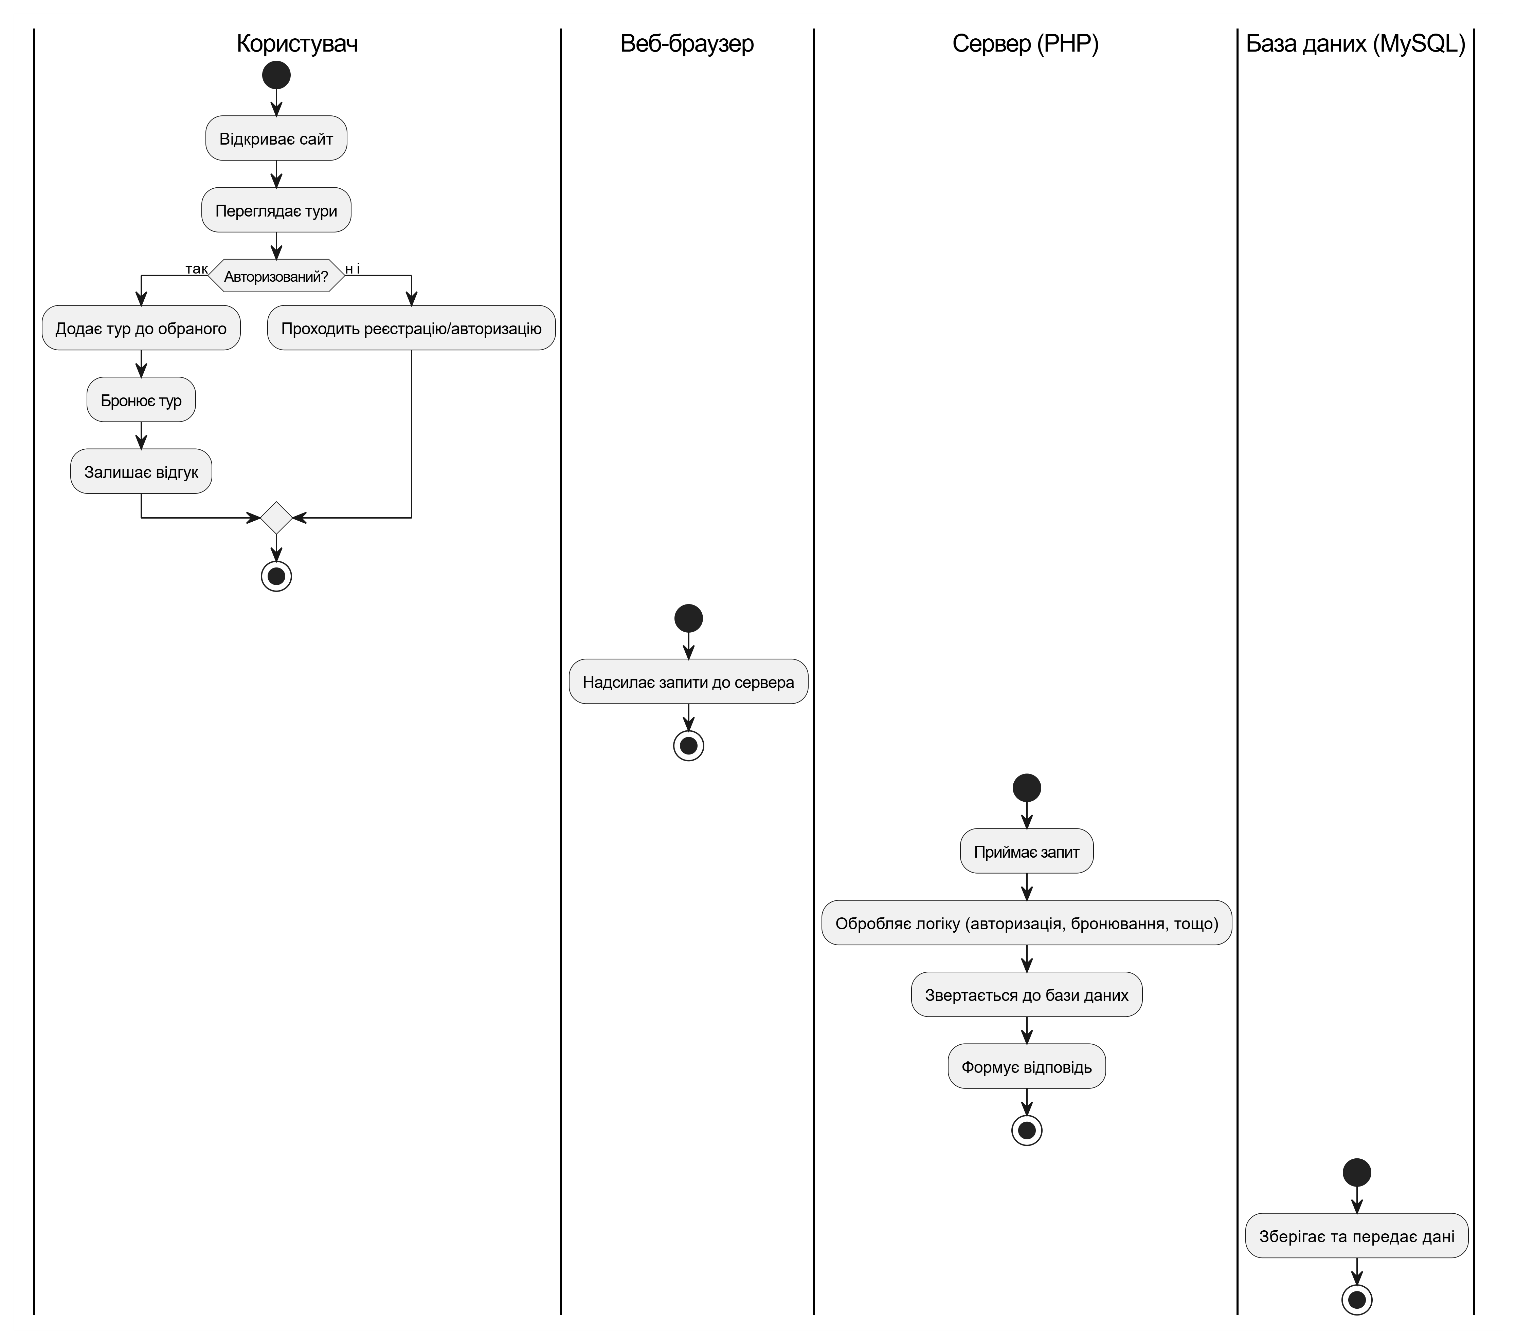 Користувач
Веб-браузер
Сервер (PHP)
База даних (MySQL)
Відкриває сайт
Переглядає тури
так
Авторизований?
ні
Додає тур до обраного
Проходить реєстрацію/авторизацію
Бронює тур
Залишає відгук
Надсилає запити до сервера
Приймає запит
Обробляє логіку (авторизація, бронювання, тощо)
Звертається до бази даних
Формує відповідь
Зберігає та передає дані